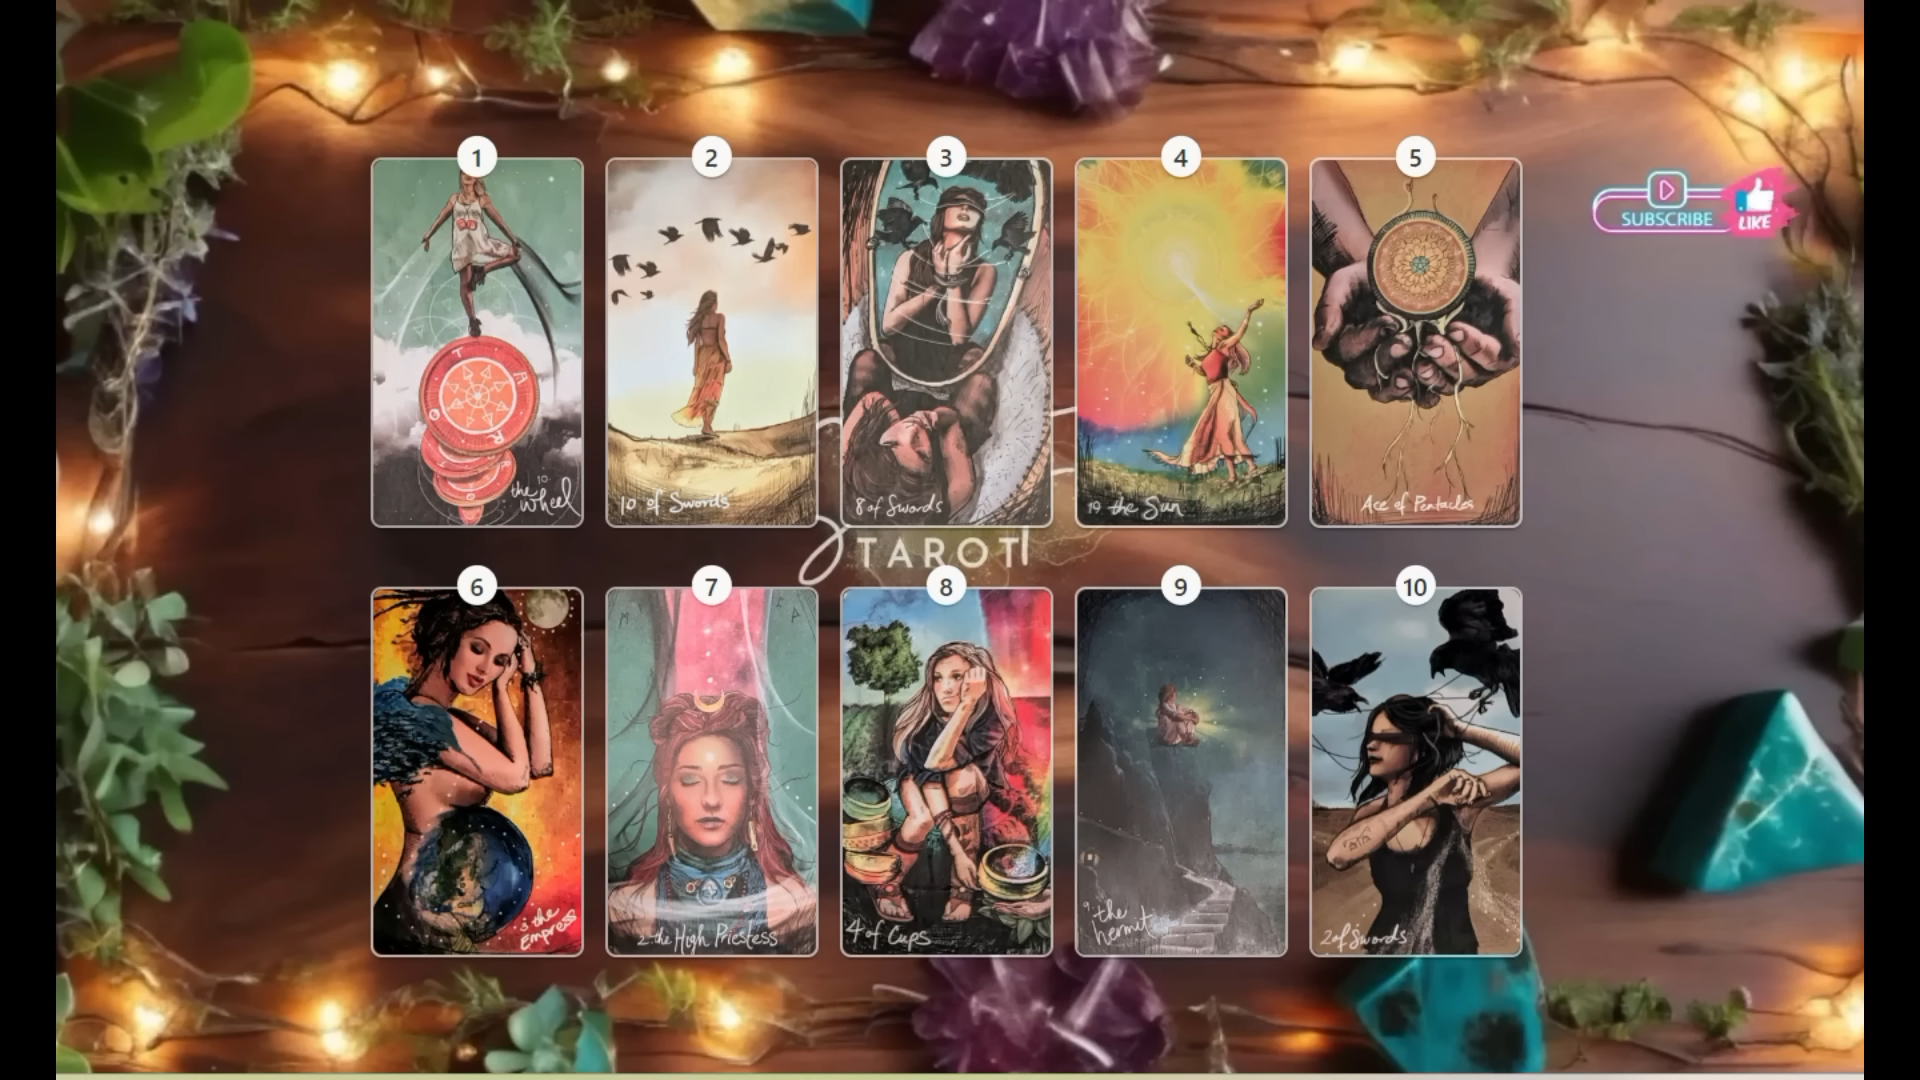 1
2
3
4
5
SUBSCRIBE
LIKE
T
A
R
O
the
10
wheel
10 of Swords
8 of Swords
19 the Sun
Ace of Pentacles
TAROT
6
7
8
9
10
3 the
Empress
2 the High Priestess
4 of Cups
9
the
hermit
2 of Swords